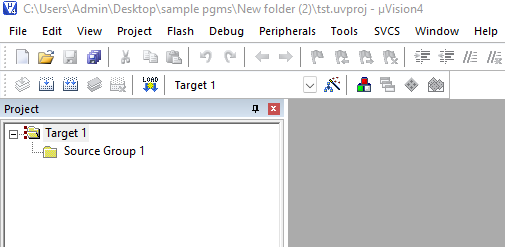 C:\Users\Admin\Desktop\sample pgms\New folder (2)\tst.uvproj - µVision4
File Edit View Project Flash Debug Peripherals Tools SVCS Window Help
LOAD Target 1
Project
Target 1
Source Group 1